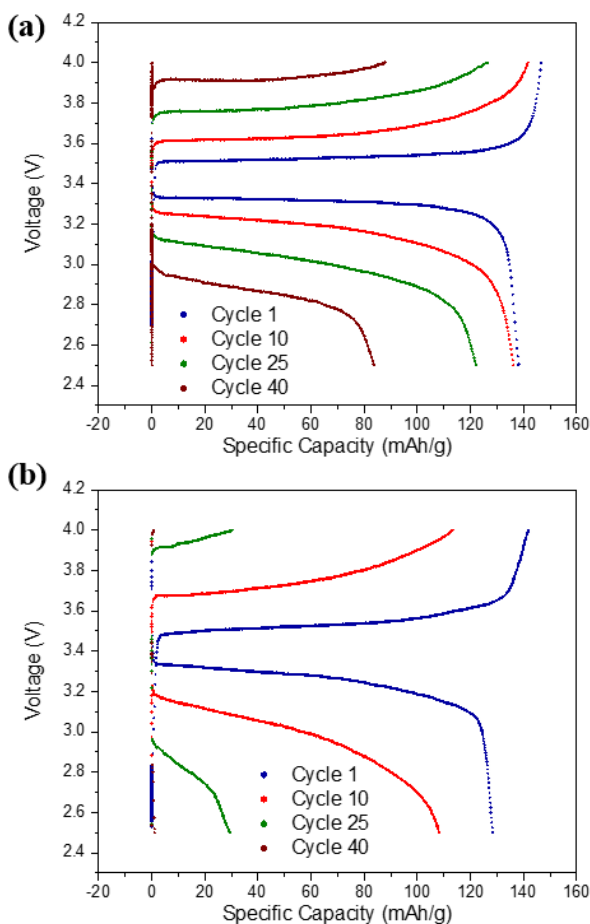 (a)
4.2
4.0
3.8
3.6
3.4
3.2
3.0
2.8
2.6
2.4
Voltage (V)
Cycle 1
Cycle 10
Cycle 25
Cycle 40
-20 0 20 40 60 80 100 120 140 160
Specific Capacity (mAh/g)
(b)
4.2
4.0
3.8
3.6
3.4
3.2
3.0
2.8
2.6
2.4
Voltage (V)
Cycle 1
Cycle 10
Cycle 25
Cycle 40
-20 0 20 40 60 80 100 120 140 160
Specific Capacity (mAh/g)